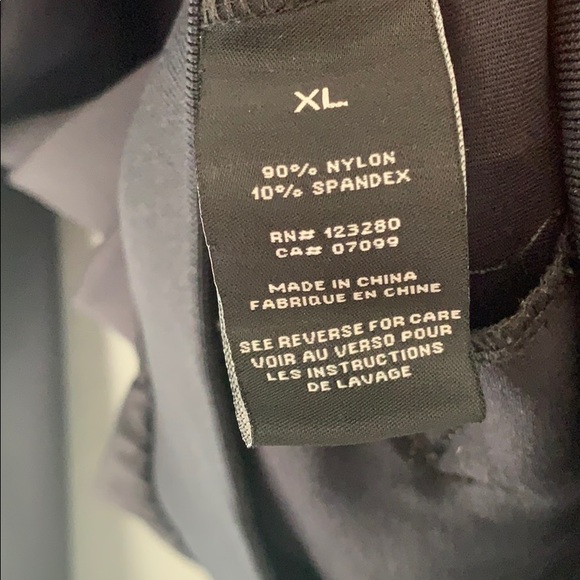 XL
90% NYLON
10% SPANDEX
RN# 123280
CA# 07099
MADE IN CHINA
FABRIQUE EN CHINE
SEE REVERSE FOR CARE
VOIR AU VERSO POUR
LES INSTRUCTIONS
DE LAVAGE